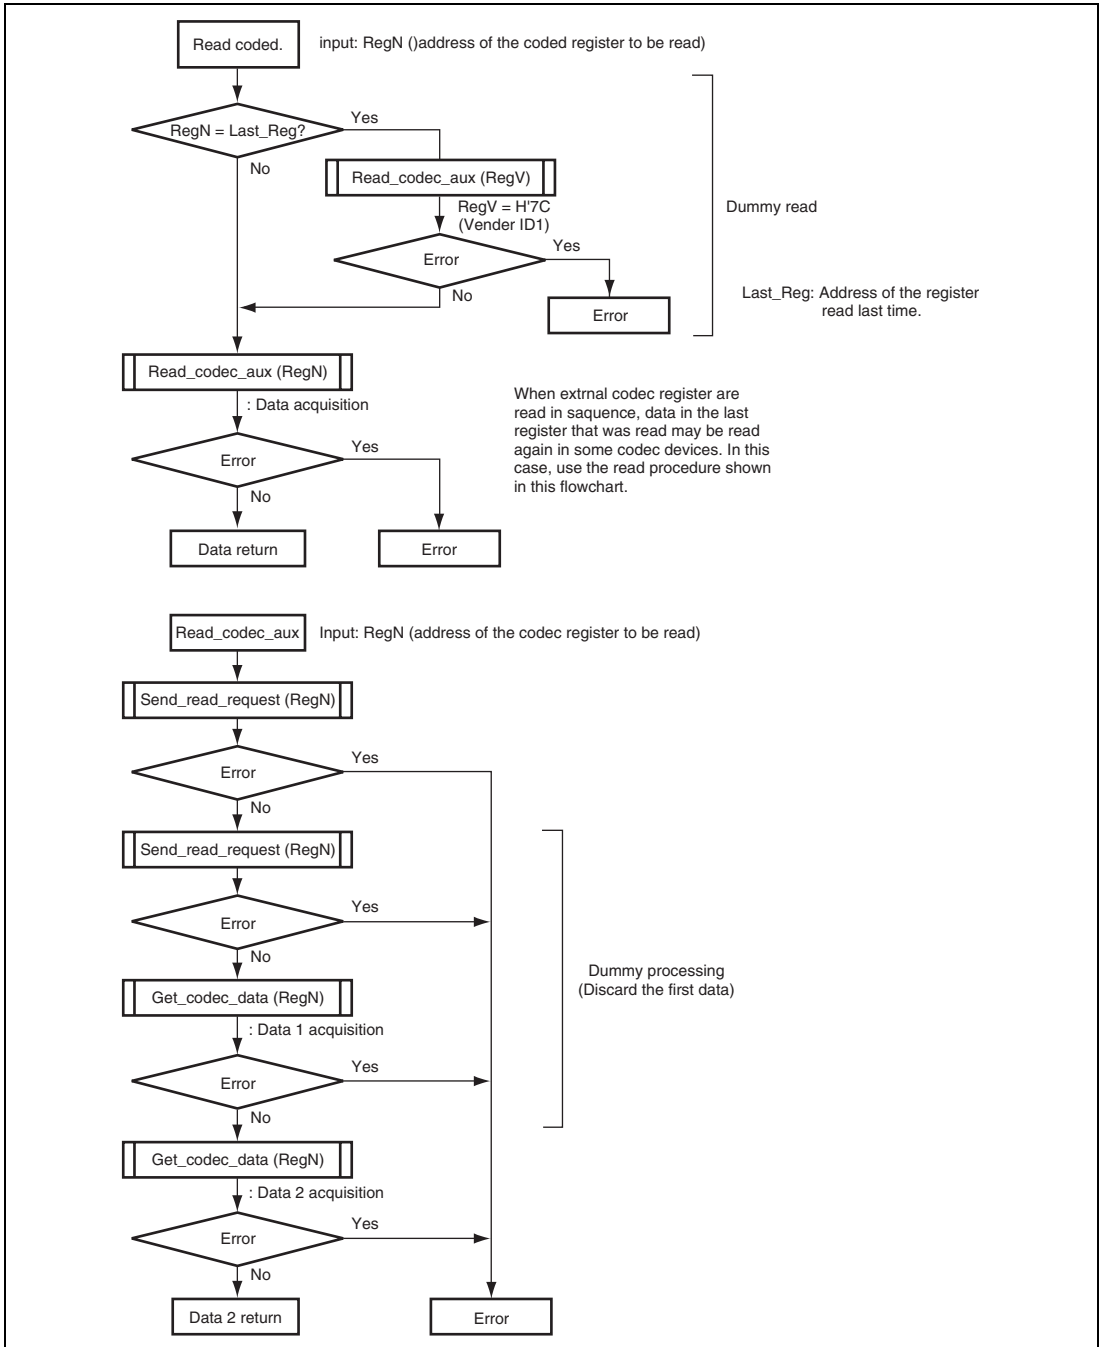 Read coded.
input: RegN ()address of the coded register to be read)
RegN = Last_Reg?
Yes
No
Read_codec_aux (RegV)
RegV = H'7C
(Vender ID1)
Dummy read
Error
Yes
No
Error
Last_Reg: Address of the register
read last time.
Read_codec_aux (RegN)
: Data acquisition
When extrnal codec register are
read in saquence, data in the last
register that was read may be read
again in some codec devices. In this
case, use the read procedure shown
in this flowchart.
Error
Yes
No
Data return
Error
Read_codec_aux
Input: RegN (address of the codec register to be read)
Send_read_request (RegN)
Error
Yes
No
Send_read_request (RegN)
Error
Yes
No
Dummy processing
(Discard the first data)
Get_codec_data (RegN)
: Data 1 acquisition
Error
Yes
No
Get_codec_data (RegN)
: Data 2 acquisition
Error
Yes
No
Data 2 return
Error